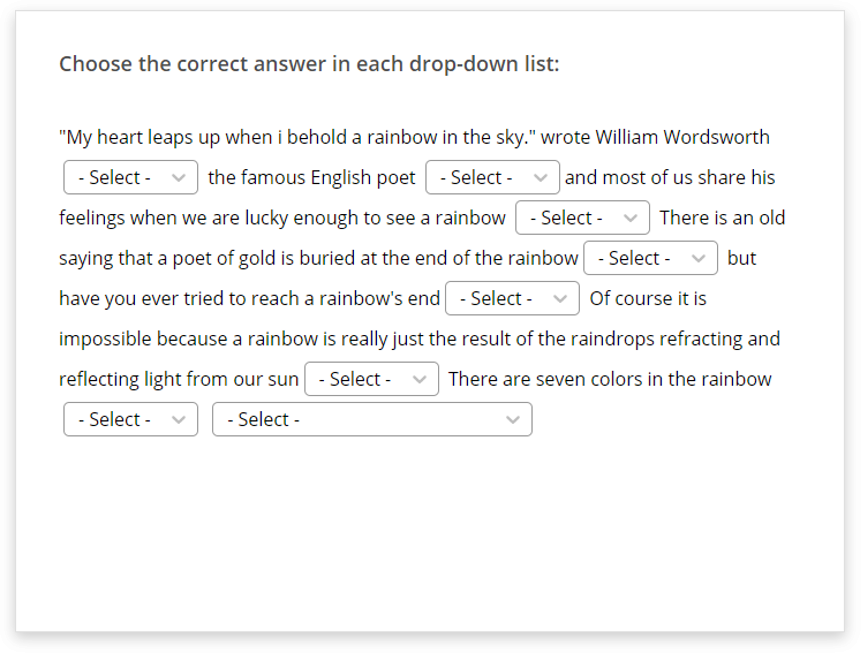 Choose the correct answer in each drop-down list:
"My heart leaps up when i behold a rainbow in the sky." wrote William Wordsworth
- Select - the famous English poet - Select - and most of us share his
feelings when we are lucky enough to see a rainbow - Select - There is an old
saying that a poet of gold is buried at the end of the rainbow - Select - but
have you ever tried to reach a rainbow's end - Select - Of course it is
impossible because a rainbow is really just the result of the raindrops refracting and
reflecting light from our sun - Select - There are seven colors in the rainbow
- Select - - Select -